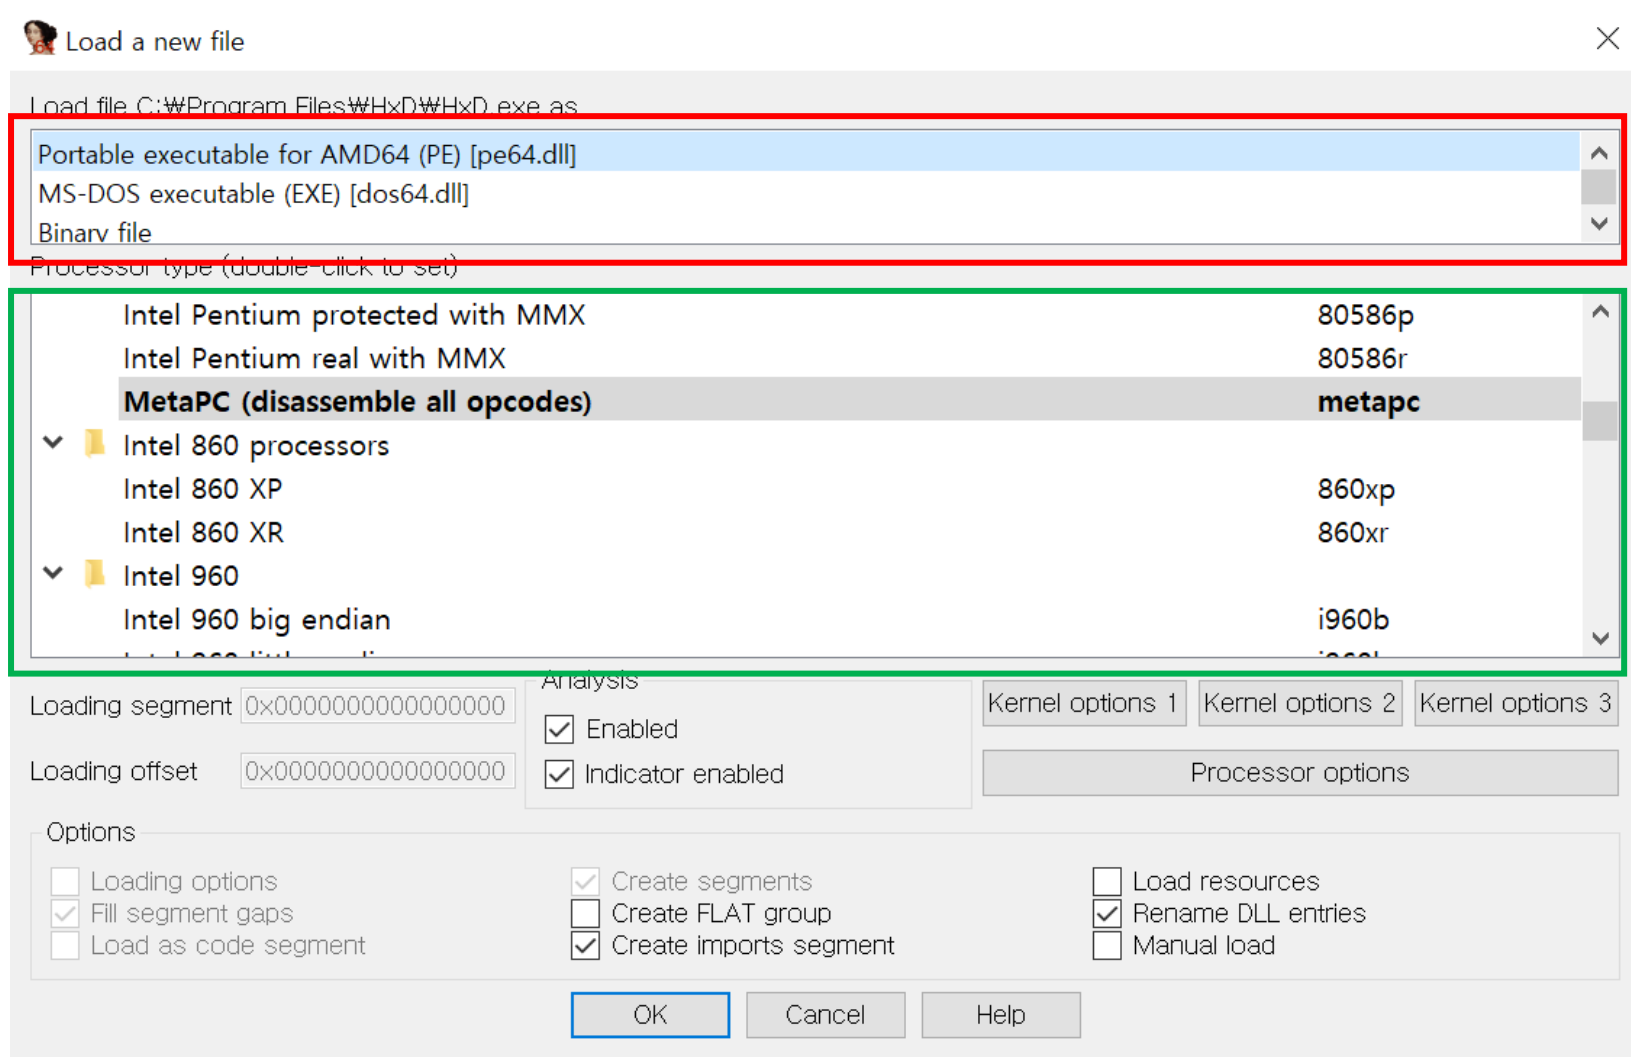 Load a new file
Load file C:₩Program Files₩HxD₩HxD.exe as
Portable executable for AMD64 (PE) [pe64.dll]
MS-DOS executable (EXE) [dos64.dll]
Binary file
Processor type (double-click to set)
Intel Pentium protected with MMX 80586p
Intel Pentium real with MMX 80586r
MetaPC (disassemble all opcodes) metapc
Intel 860 processors
Intel 860 XP 860xp
Intel 860 XR 860xr
Intel 960
Intel 960 big endian i960b
Analysis
Loading segment 0x0000000000000000
Enabled
Kernel options 1 Kernel options 2 Kernel options 3
Loading offset 0x0000000000000000
Indicator enabled
Processor options
Options
Loading options Create segments Load resources
Fill segment gaps Create FLAT group Rename DLL entries
Load as code segment Create imports segment Manual load
OK Cancel Help